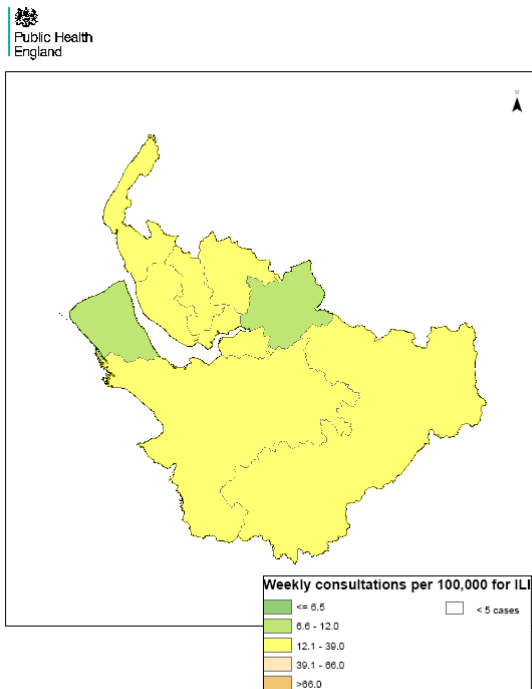 Public Health
England
N
Weekly consultations per 100,000 for ILI
<= 6.5
< 5 cases
6.6 - 12.0
12.1 - 39.0
39.1 - 66.0
>66.0